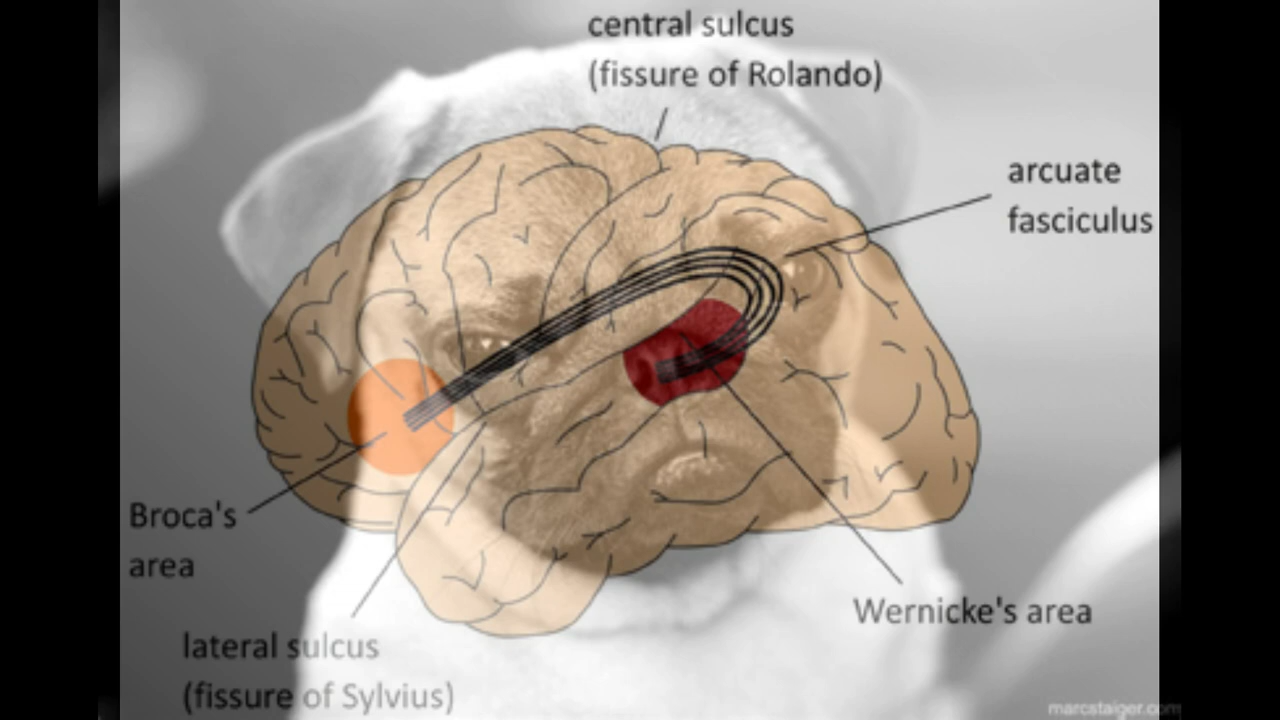 central sulcus
(fissure of Rolando)
arcuate
fasciculus
Broca's
area
Wernicke's area
lateral sulcus
(fissure of Sylvius)
marcstaiger.com